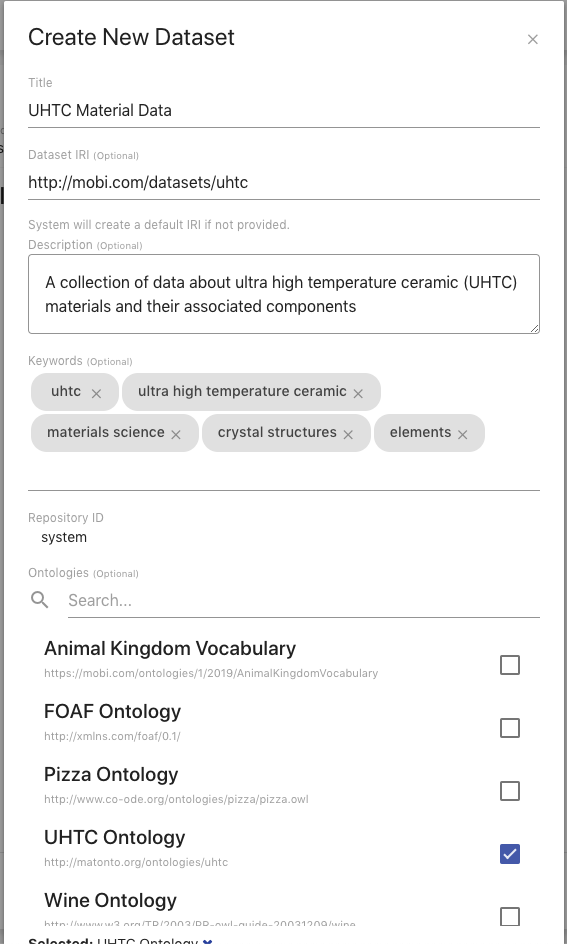 Create New Dataset ×
Title
UHTC Material Data
Dataset IRI (Optional)
http://mobi.com/datasets/uhtc
System will create a default IRI if not provided.
Description (Optional)
A collection of data about ultra high temperature ceramic (UHTC)
materials and their associated components
Keywords (Optional)
uhtc × ultra high temperature ceramic ×
materials science × crystal structures × elements ×
Repository ID
system
Ontologies (Optional)
Search...
Animal Kingdom Vocabulary
https://mobi.com/ontologies/1/2019/AnimalKingdomVocabulary
FOAF Ontology
http://xmlns.com/foaf/0.1/
Pizza Ontology
http://www.co-ode.org/ontologies/pizza/pizza.owl
UHTC Ontology
http://matonto.org/ontologies/uhtc
Wine Ontology
http://www.w3.org/TR/2003/PR-owl-guide-20031209/wine
Selected: UHTC Ontology ×